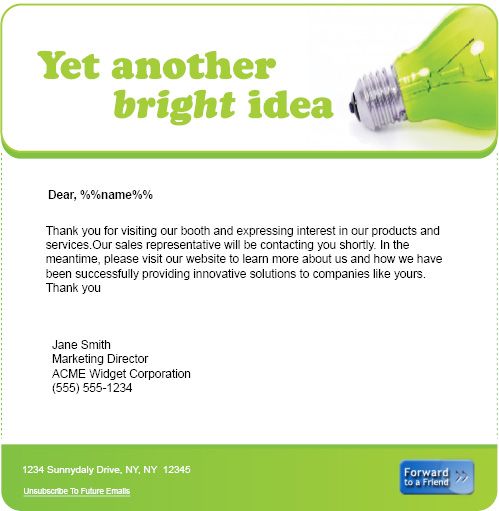 Yet another
bright idea
Dear, %%name%%
Thank you for visiting our booth and expressing interest in our products and
services.Our sales representative will be contacting you shortly. In the
meantime, please visit our website to learn more about us and how we have
been successfully providing innovative solutions to companies like yours.
Thank you
Jane Smith
Marketing Director
ACME Widget Corporation
(555) 555-1234
1234 Sunnydaly Drive, NY, NY 12345
Unsubscribe To Future Emails
Forward
to a Friend